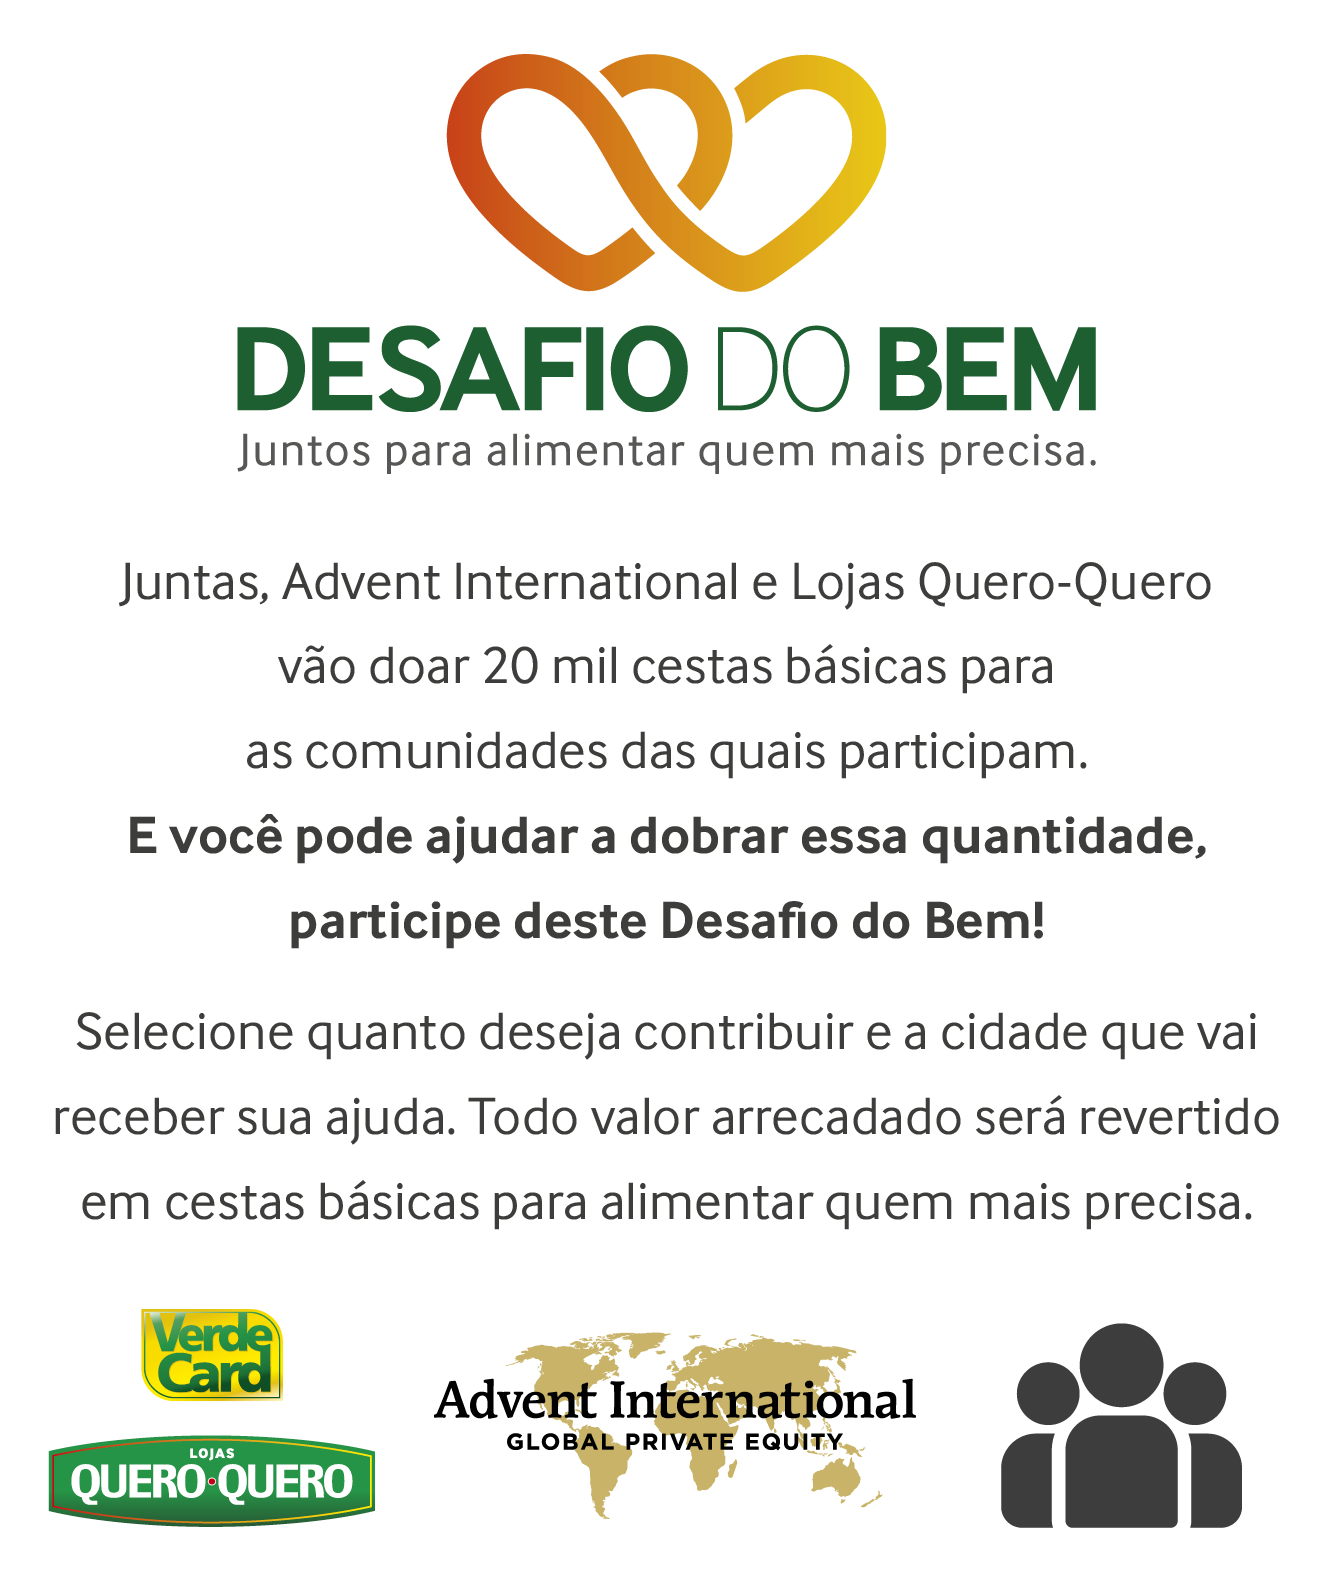 DESAFIO DO BEM
Juntos para alimentar quem mais precisa.
Juntas, Advent International e Lojas Quero-Quero
vão doar 20 mil cestas básicas para
as comunidades das quais participam.
E você pode ajudar a dobrar essa quantidade,
participe deste Desafio do Bem!
Selecione quanto deseja contribuir e a cidade que vai
receber sua ajuda. Todo valor arrecadado será revertido
em cestas básicas para alimentar quem mais precisa.
Verde
Card
LOJAS
QUERO·QUERO
Advent International
GLOBAL PRIVATE EQUITY